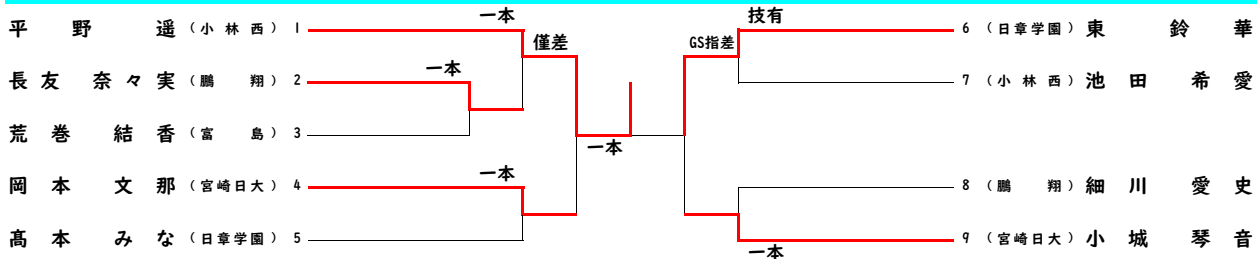 一本
平野 遥 (小林西) 1
僅差
長友 奈々実 (鵬翔) 2
一本
荒巻 結香 (富島) 3
一本
岡本 文那 (宮崎日大) 4
一本
髙本 みな (日章学園) 5
技有
6 (日章学園) 東 鈴華
GS指差
7 (小林西) 池田 希愛
8 (鵬翔) 細川 愛史
9 (宮崎日大) 小城 琴音
一本